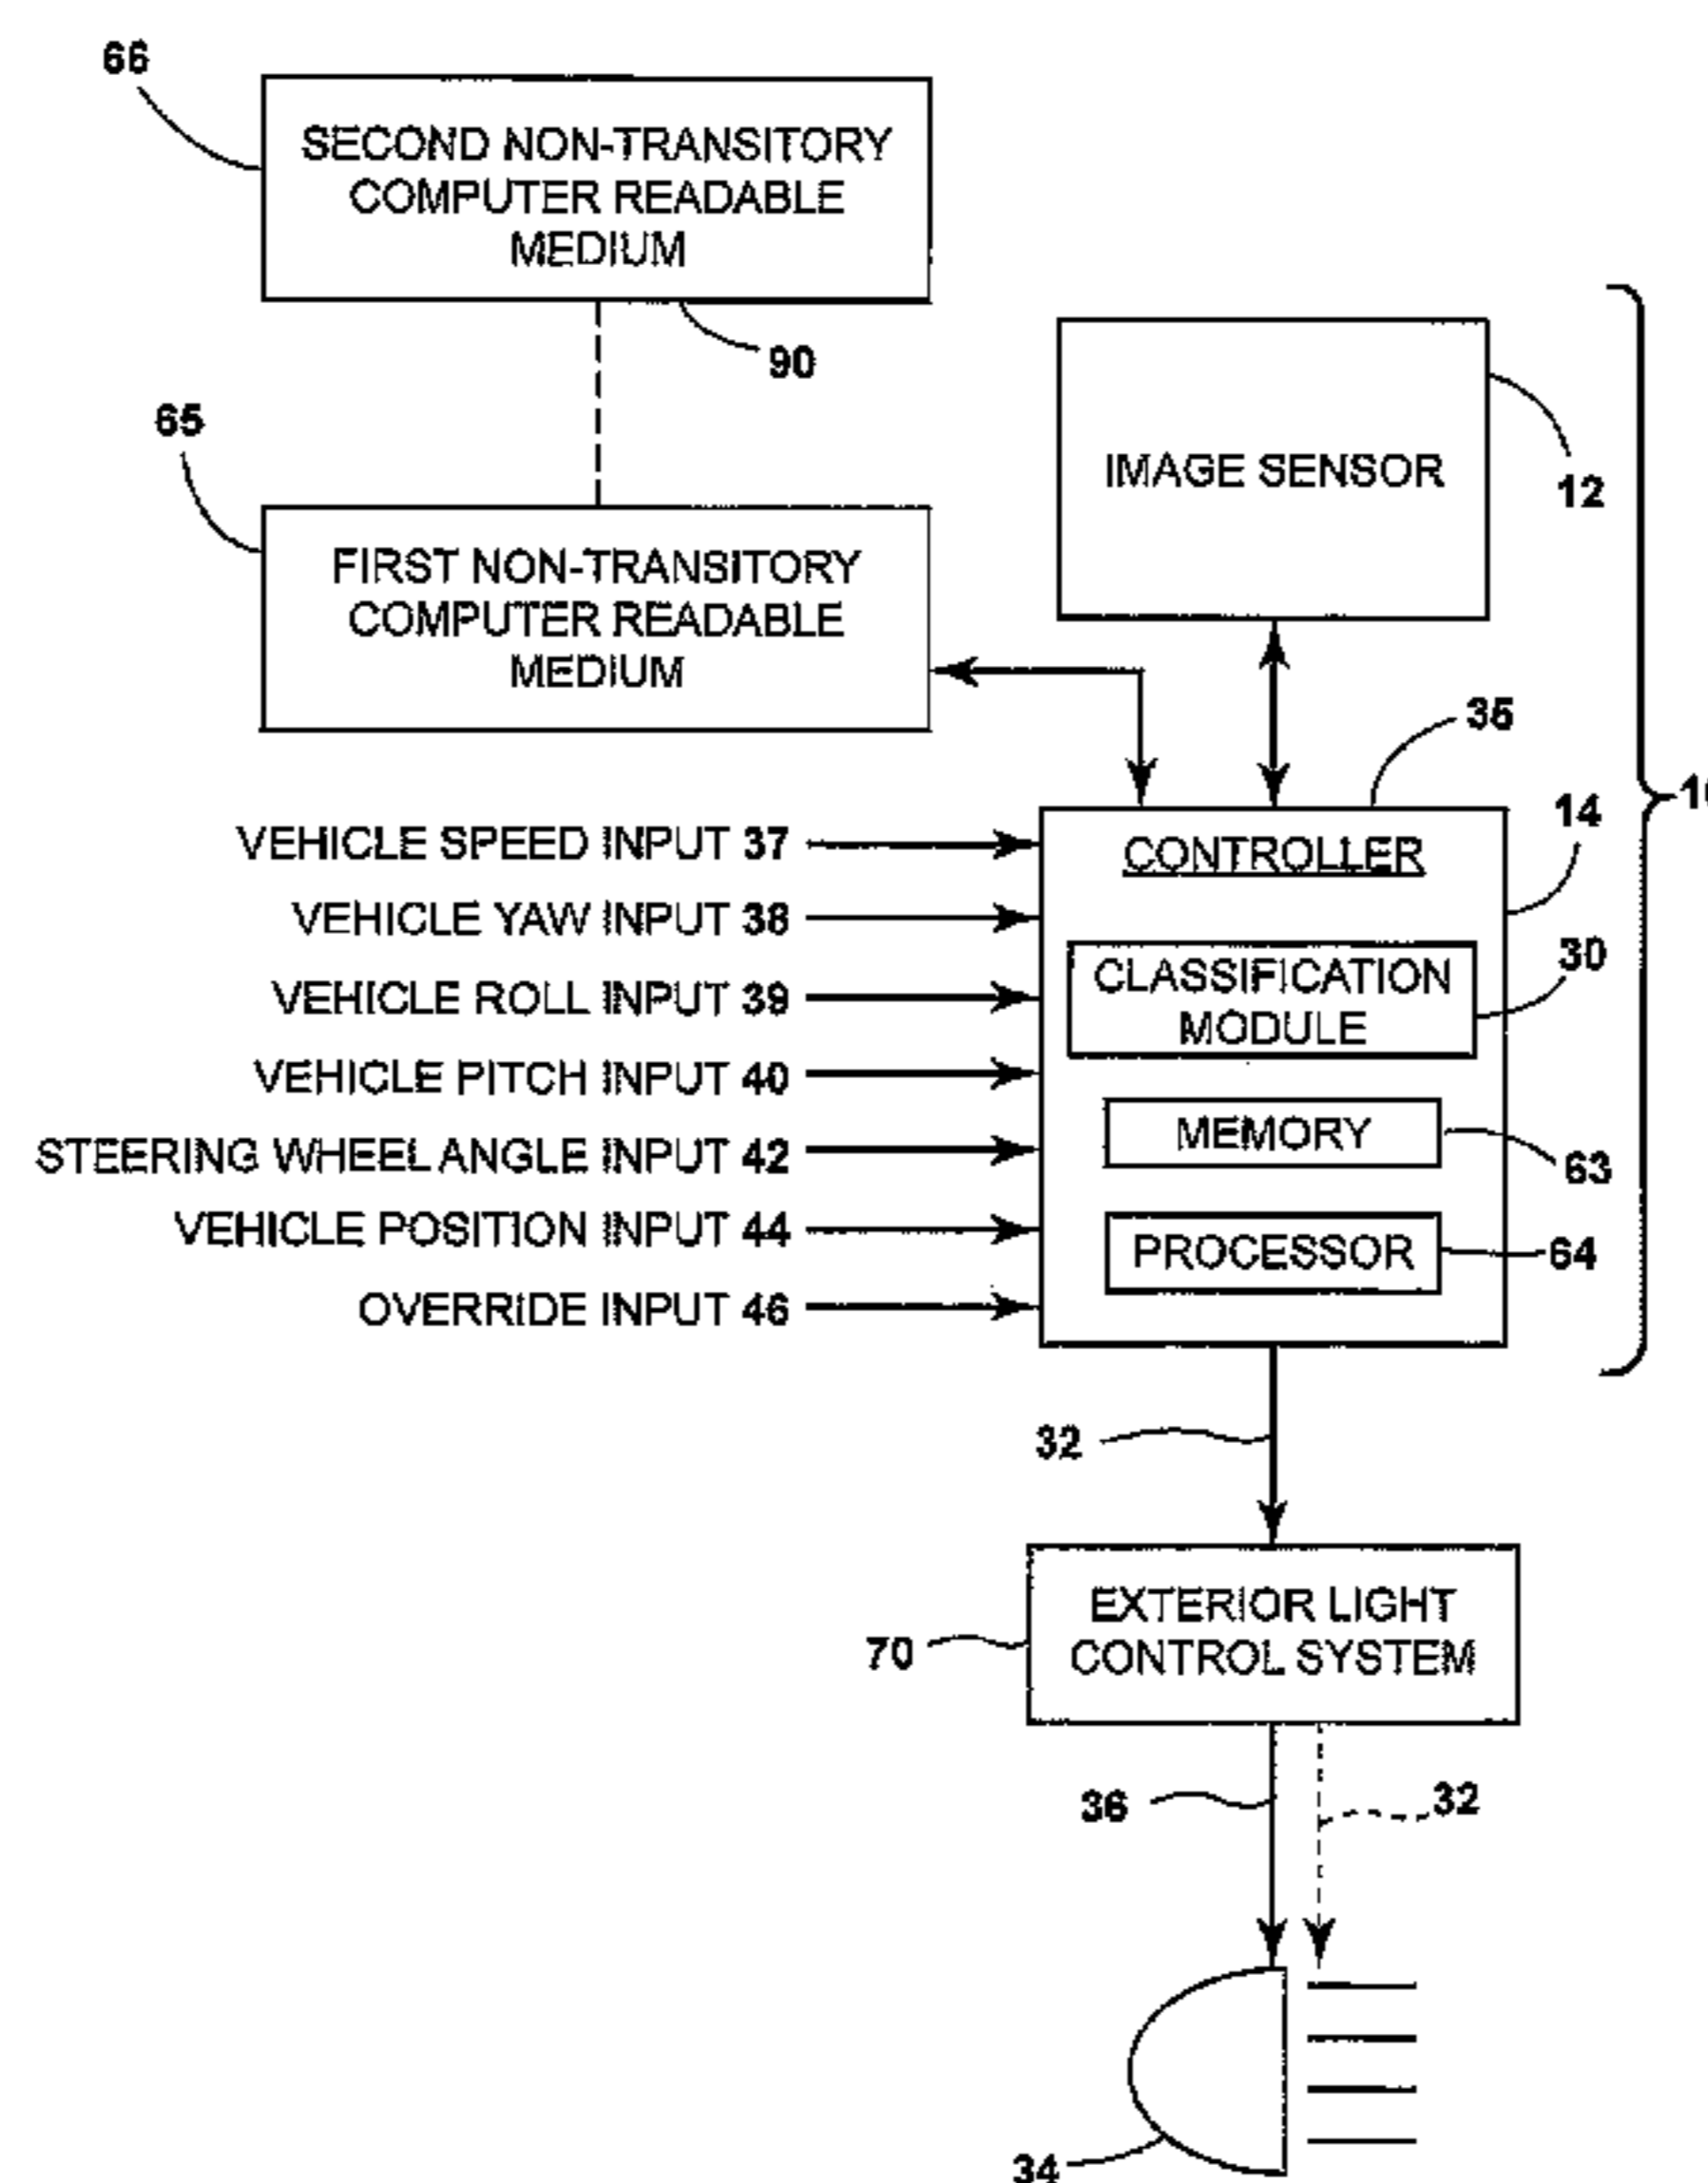 66
SECOND NON-TRANSITORY
COMPUTER READABLE
MEDIUM
90
65
IMAGE SENSOR
12
FIRST NON-TRANSITORY
COMPUTER READABLE
MEDIUM
35
14
VEHICLE SPEED INPUT 37
CONTROLLER
VEHICLE YAW INPUT 38
30
CLASSIFICATION
MODULE
VEHICLE ROLL INPUT 39
VEHICLE PITCH INPUT 40
MEMORY
63
STEERING WHEEL ANGLE INPUT 42
VEHICLE POSITION INPUT 44
PROCESSOR
64
OVERRIDE INPUT 46
32
EXTERIOR LIGHT
CONTROL SYSTEM
70
36
32
34